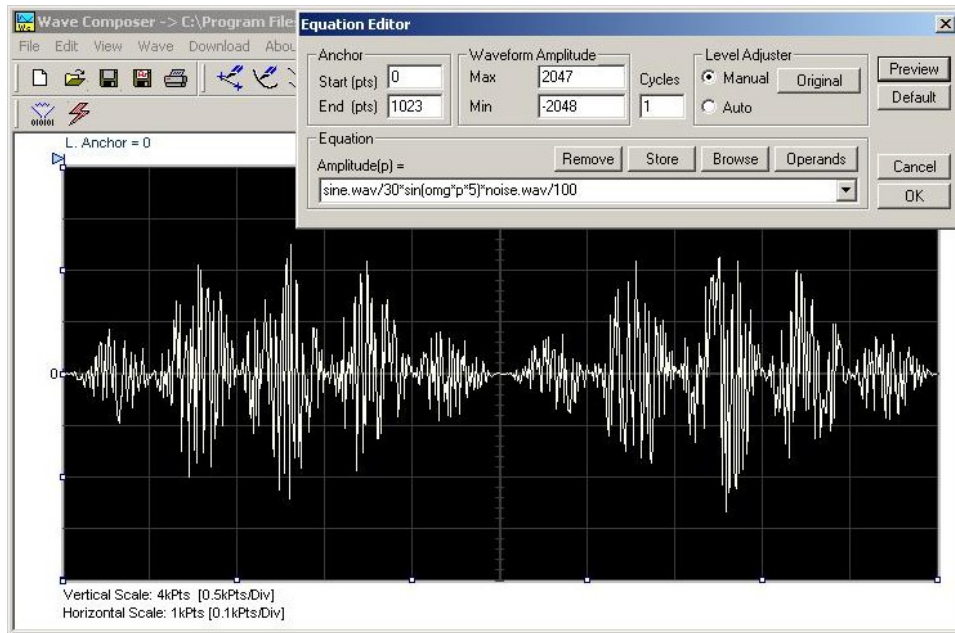 Wave Composer -> C:\Program File
File Edit View Wave Download Abou
010101
L. Anchor = 0
Equation Editor
Anchor
Start (pts) 0
End (pts) 1023
Waveform Amplitude
Max 2047
Min -2048
Cycles
1
Level Adjuster
Manual Original
Auto
Preview
Default
Equation
Amplitude(p) =
Remove Store Browse Operands
sine.wav/30*sin(omg*p*5)*noise.wav/100
Cancel
OK
0
Vertical Scale: 4kPts [0.5kPts/Div]
Horizontal Scale: 1kPts [0.1kPts/Div]